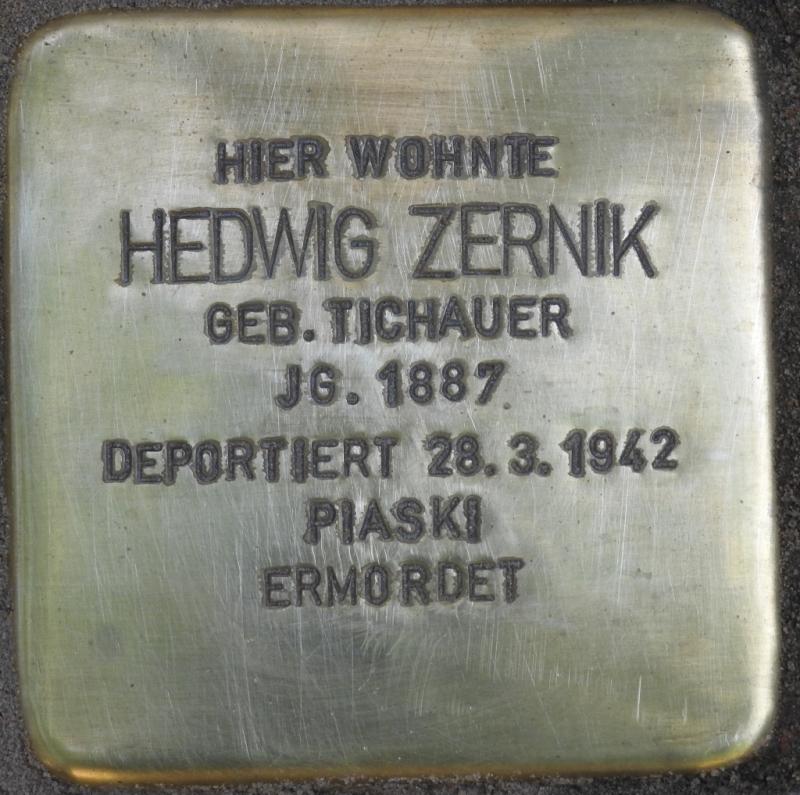 HIER WOHNTE
HEDWIG ZERNIK
GEB. TICHAUER
JG. 1887
DEPORTIERT 28.3.1942
PIASKI
ERMORDET